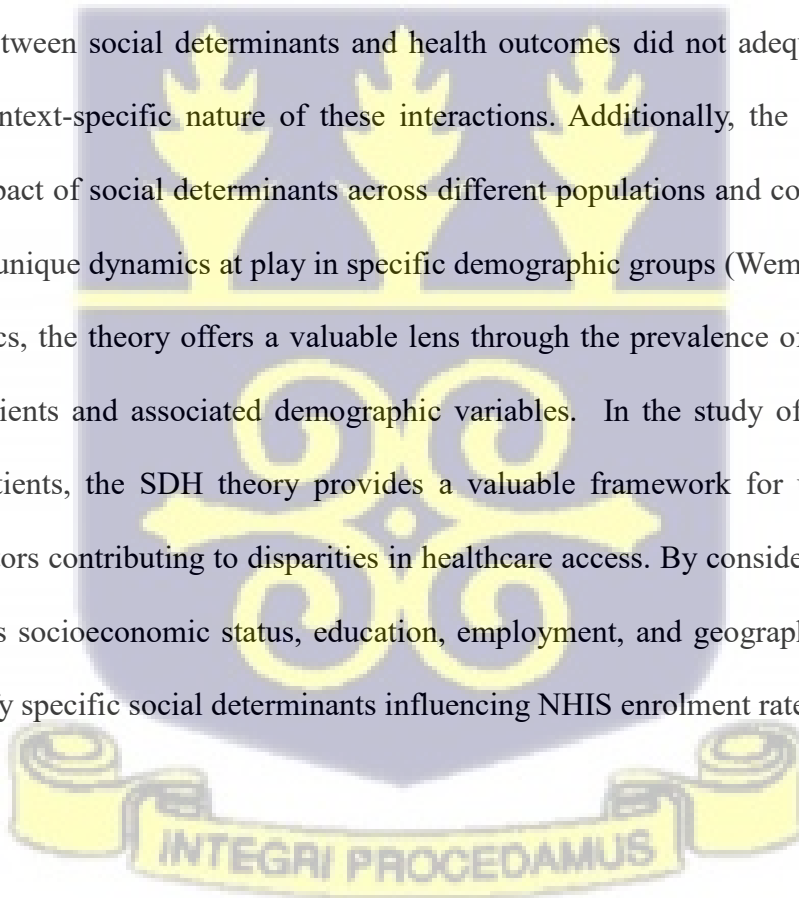 tween social determinants and health outcomes did not adeq
ntext-specific nature of these interactions. Additionally, the
pact of social determinants across different populations and co
unique dynamics at play in specific demographic groups (Wem
cs, the theory offers a valuable lens through the prevalence of
ients and associated demographic variables. In the study of
tients, the SDH theory provides a valuable framework for
tors contributing to disparities in healthcare access. By conside
s socioeconomic status, education, employment, and geograph
y specific social determinants influencing NHIS enrolment rate
INTEGRI PROCEDAMUS